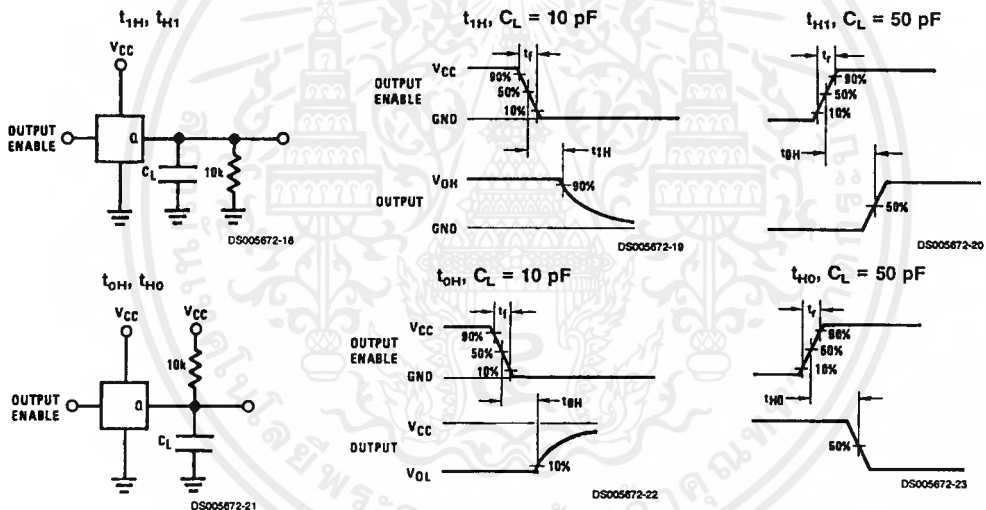 t1H, tH1
VCC
OUTPUT ENABLE
Q
CL
10k
DS005672-18
t1H, CL = 10 pF
tf
VCC
OUTPUT ENABLE
GND
90%
50%
10%
t1H
VOH
OUTPUT
GND
90%
DS005672-19
tH1, CL = 50 pF
tr
90%
50%
10%
t0H
50%
DS005672-20
t0H, tH0
VCC
VCC
10k
OUTPUT ENABLE
Q
CL
DS005672-21
t0H, CL = 10 pF
tf
VCC
OUTPUT ENABLE
GND
90%
50%
10%
t0H
VCC
OUTPUT
VOL
10%
DS005672-22
tH0, CL = 50 pF
tr
90%
50%
10%
tH0
50%
DS005672-23